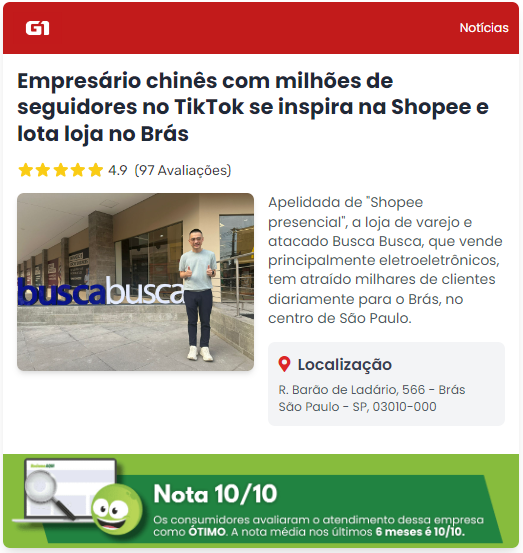 G1
Notícias
Empresário chinês com milhões de
seguidores no TikTok se inspira na Shopee e
lota loja no Brás
4.9 (97 Avaliações)
Apelidada de "Shopee
presencial", a loja de varejo e
atacado Busca Busca, que vende
principalmente eletroeletrônicos,
tem atraído milhares de clientes
diariamente para o Brás, no
centro de São Paulo.
buscabusca
Localização
R. Barão de Ladário, 566 - Brás
São Paulo - SP, 03010-000
Nota 10/10
Os consumidores avaliaram o atendimento dessa empresa
como ÓTIMO. A nota média nos últimos 6 meses é 10/10.